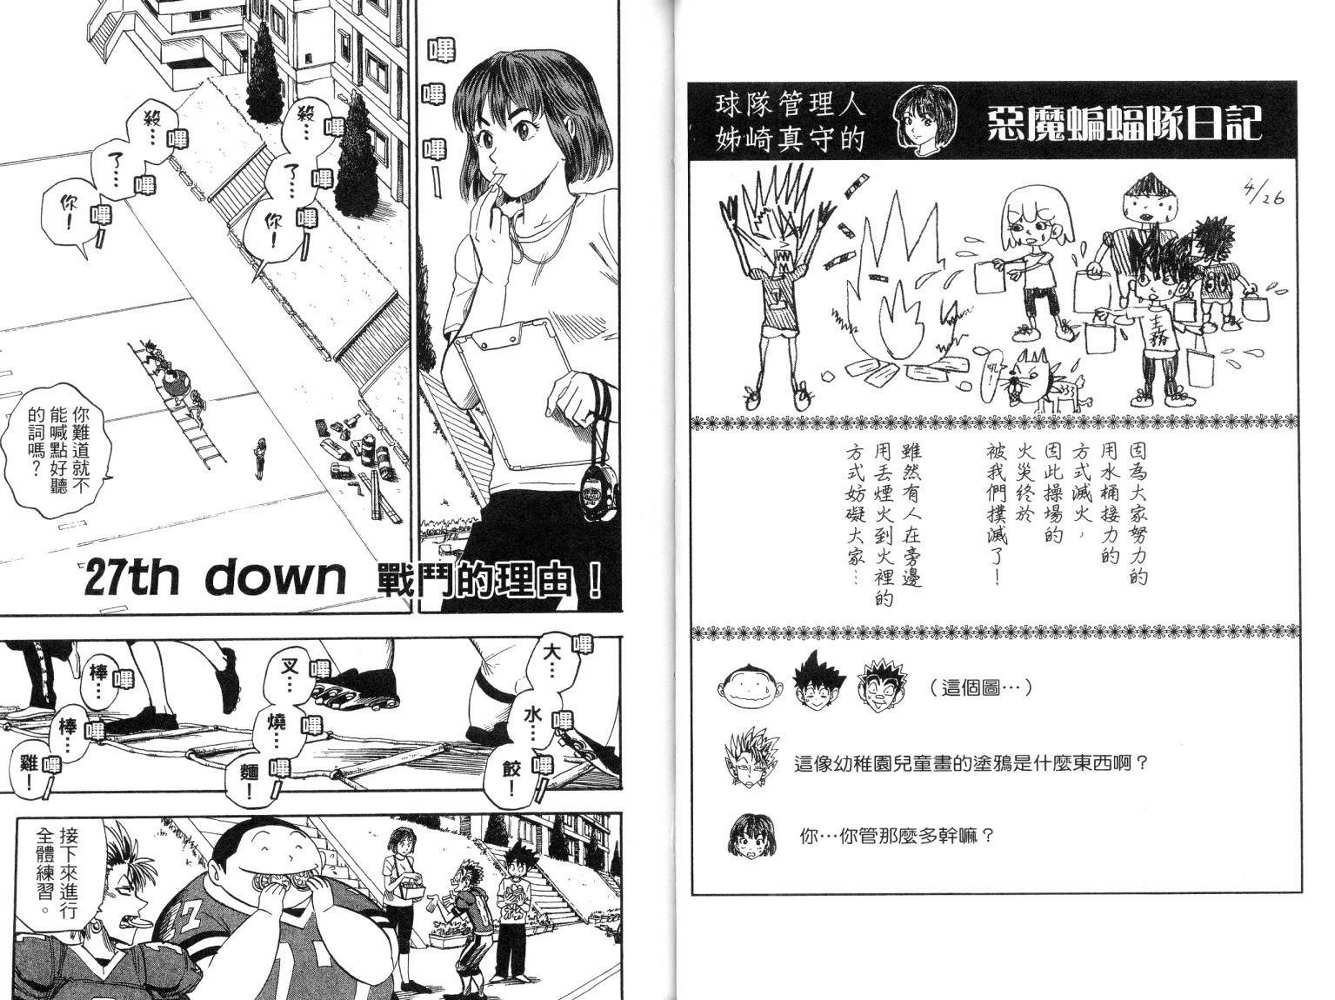 球隊管理人
姊崎真守的
惡魔蝙蝠隊日記
4/26
主務
因為大家努力的
用水桶接力的
方式滅火，
因此操場的
火災終於
被我們撲滅了！
雖然有人在旁邊
用丟煙火到火裡的
方式妨礙大家…
（這個圖…）
這像幼稚園兒童畫的塗鴉是什麼東西啊？
你…你管那麼多幹嘛？
嗶
嗶
嗶
殺…
嗶
了…
嗶
你！
嗶
殺…
嗶
…
嗶
你！
嗶
你難道就不
能喊點好聽
的詞嗎？
27th down 戰鬥的理由！
大…
嗶
水…
嗶
餃！
嗶
叉…
嗶
燒…
嗶
麵！
嗶
棒…
嗶
棒…
嗶
雞！
嗶
接下來進行
全體練習。